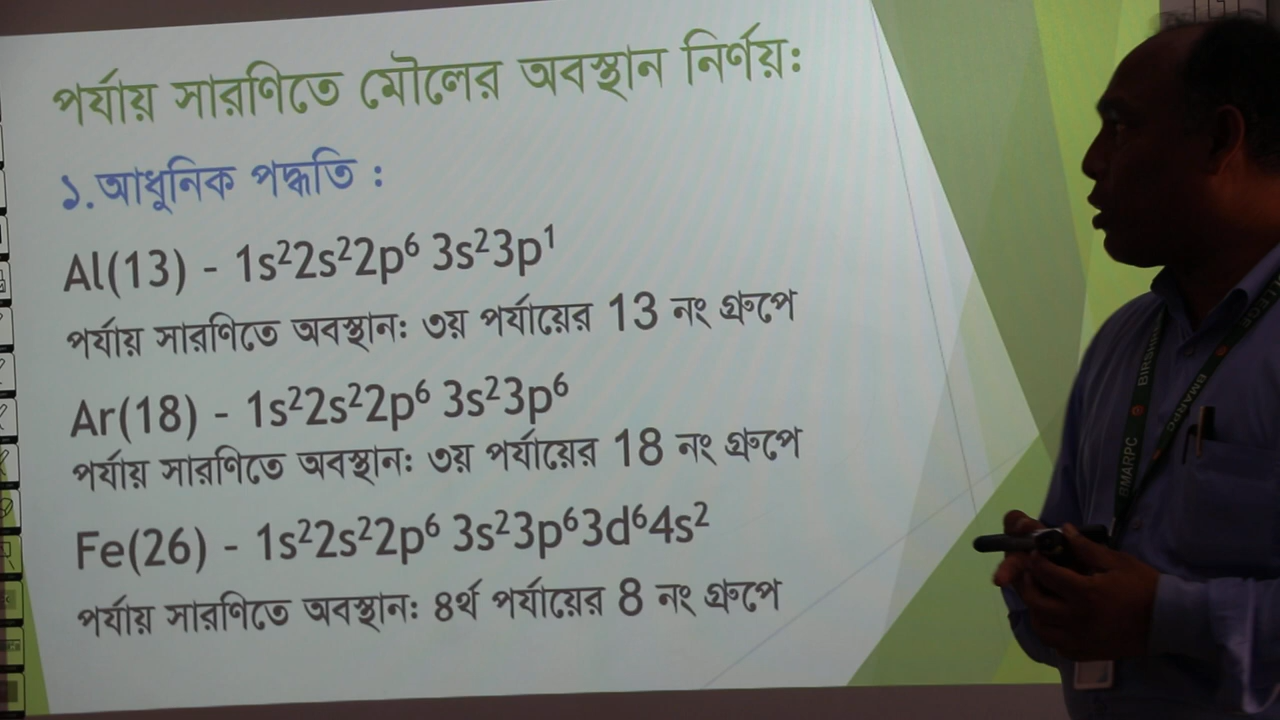 পর্যায় সারণিতে মৌলের অবস্থান নির্ণয়ঃ
১.আধুনিক পদ্ধতি :
Al(13) - 1s²2s²2p⁶ 3s²3p¹
পর্যায় সারণিতে অবস্থানঃ ৩য় পর্যায়ের 13 নং গ্রুপে
Ar(18) - 1s²2s²2p⁶ 3s²3p⁶
পর্যায় সারণিতে অবস্থানঃ ৩য় পর্যায়ের 18 নং গ্রুপে
Fe(26) - 1s²2s²2p⁶ 3s²3p⁶3d⁶4s²
পর্যায় সারণিতে অবস্থানঃ ৪র্থ পর্যায়ের 8 নং গ্রুপে
BMARPC
BMARPC